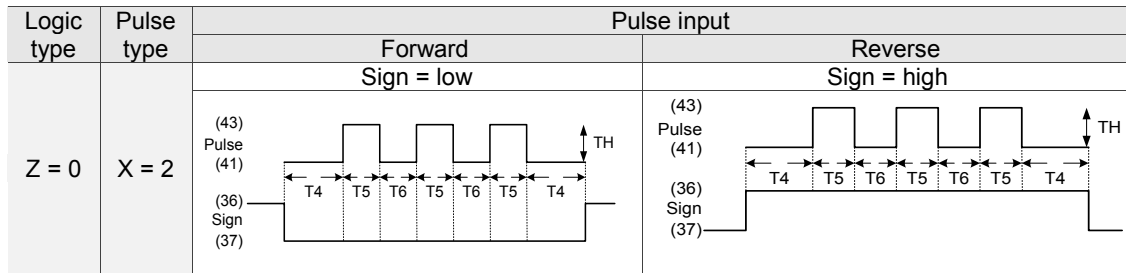 Logic type
Pulse type
Pulse input
Forward
Reverse
Z = 0
X = 2
Sign = low
(43)
Pulse
(41)
TH
T4 T5 T6 T5 T6 T5 T4
(36)
Sign
(37)
Sign = high
(43)
Pulse
(41)
TH
T4 T5 T6 T5 T6 T5 T4
(36)
Sign
(37)